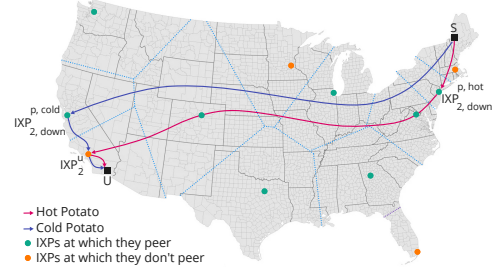 S
p, hot
IXP
2, down
p, cold
IXP
2, down
IXP u 2
U
Hot Potato
Cold Potato
IXPs at which they peer
IXPs at which they don't peer